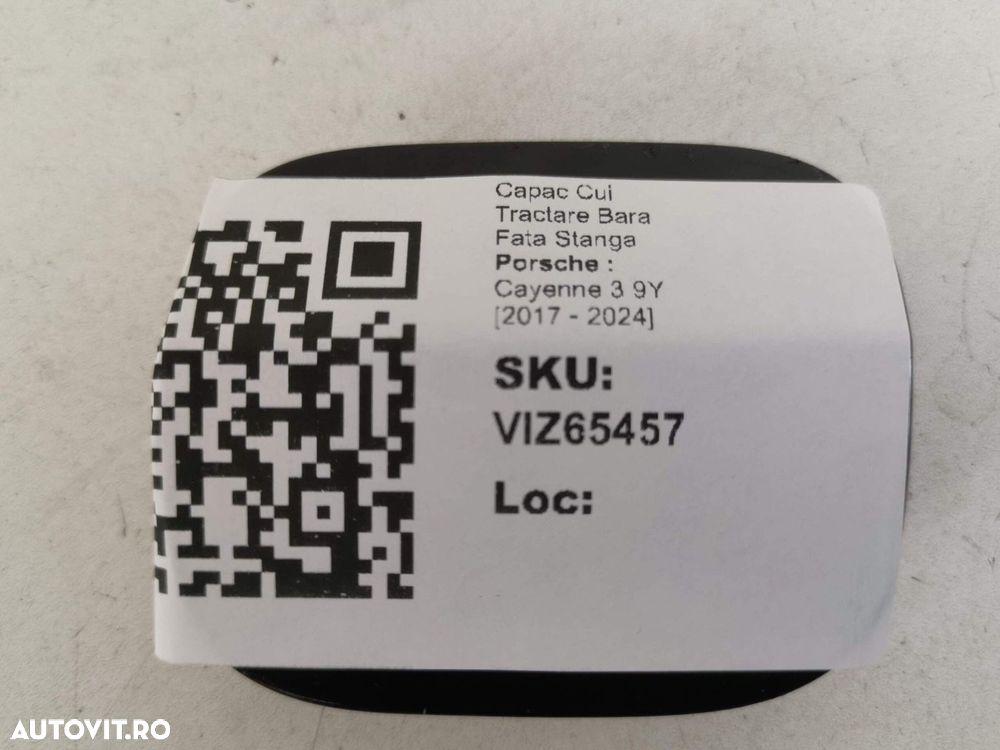 Capac Cui
Tractare Bara
Fata Stanga
Porsche :
Cayenne 3 9Y
[2017 - 2024]
SKU:
VIZ65457
Loc:
AUTOVIT.RO